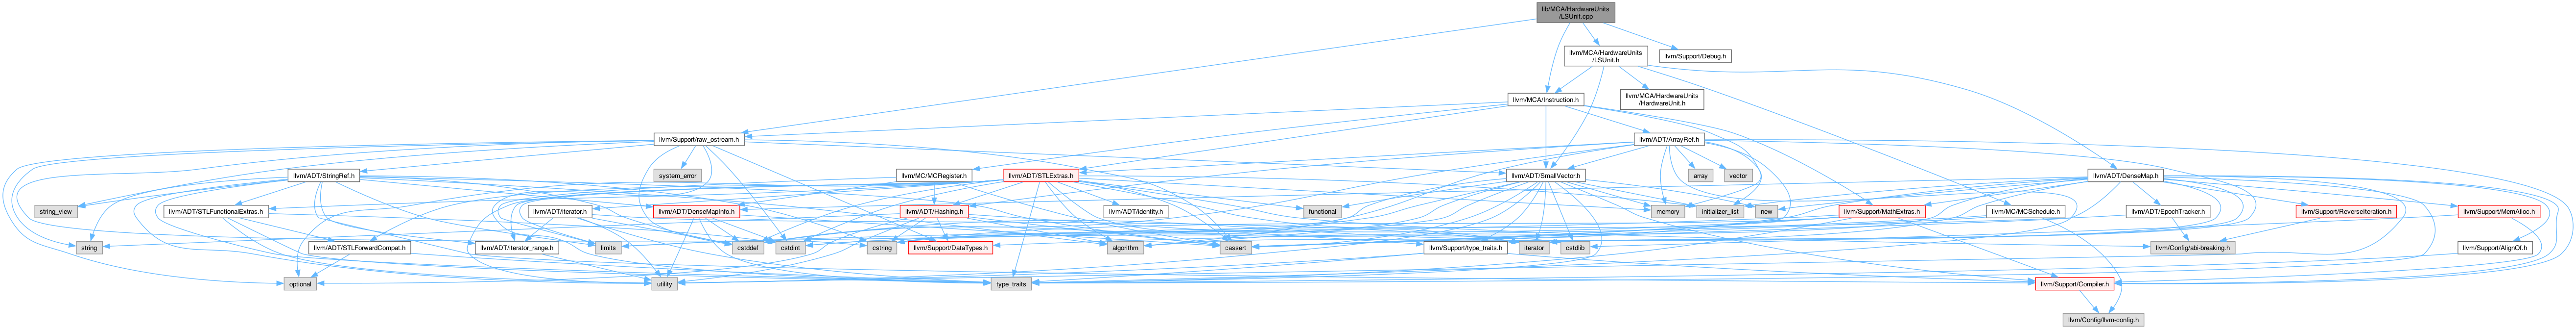 lib/MCA/HardwareUnits
/LSUnit.cpp
llvm/MCA/HardwareUnits
/LSUnit.h
llvm/Support/Debug.h
llvm/MCA/Instruction.h
llvm/MCA/HardwareUnits
/HardwareUnit.h
llvm/Support/raw_ostream.h
llvm/ADT/ArrayRef.h
llvm/ADT/StringRef.h
system_error
llvm/MC/MCRegister.h
llvm/ADT/STLExtras.h
llvm/ADT/SmallVector.h
array
vector
llvm/ADT/DenseMap.h
string_view
llvm/ADT/STLFunctionalExtras.h
llvm/ADT/iterator.h
llvm/ADT/DenseMapInfo.h
llvm/ADT/Hashing.h
llvm/ADT/identity.h
functional
memory
initializer_list
new
llvm/Support/MathExtras.h
llvm/MC/MCSchedule.h
llvm/ADT/EpochTracker.h
llvm/Support/ReverseIteration.h
llvm/Support/MemAlloc.h
string
llvm/ADT/STLForwardCompat.h
llvm/ADT/iterator_range.h
limits
cstddef
cstdint
cstring
llvm/Support/DataTypes.h
algorithm
cassert
llvm/Support/type_traits.h
iterator
cstdlib
llvm/Config/abi-breaking.h
llvm/Support/AlignOf.h
optional
utility
type_traits
llvm/Support/Compiler.h
llvm/Config/llvm-config.h